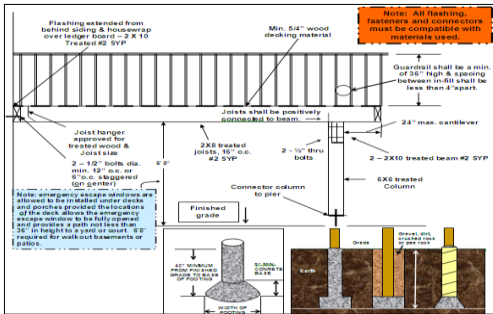 Flashing extended from
behind siding & housewrap
over ledger board – 2 X 10
Treated #2 SYP
Min, 5/4" wood
decking material
Note: All flashing,
fasteners and connectors
must be compatible with
materials used.
Guardrail shall be a min.
of 36" high & spacing
between in-fill shall be
less than 4"apart.
Joists shall be positively
connected to beam.
24" max. cantilever
Joist hanger
approved for
treated wood &
Joist size
2X8 treated
joists, 16" o.c.
#2 SYP
6' 8"
2 - ½" thru
bolts
2 – 2X10 treated beam #2 SYP
2 – 1/2" bolts dia.
min. 12" o.c. or
6"o.c. staggered
(on center)
6X6 treated
Column
Connector column
to pier
Note: emergency escape windows are
allowed to be installed under decks
and porches provided the locations
of the deck allows the emergency
escape window to be fully opened
and provides a path not less than
36" in height to a yard or court. 6'8"
required for walkout basements or
patios.
Finished
grade
42" MINIMUM
FROM FINISHED
GRADE TO BASE
OF FOOTING
BASE
WIDTH OF
FOOTING
Grade
Gravel, dirt,
crushed rock
or pea rock
Earth